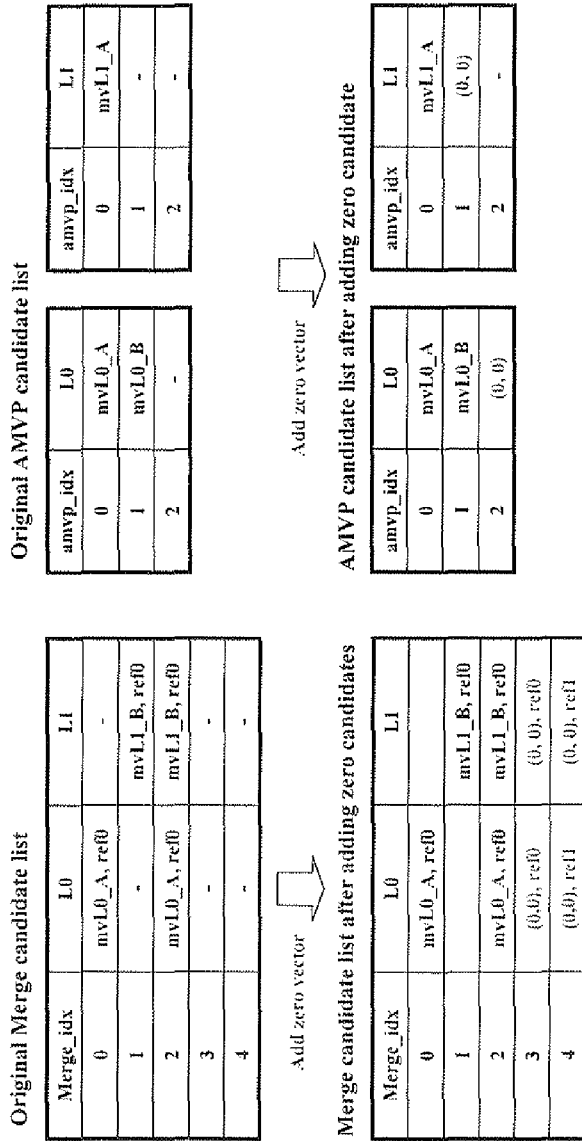 Original Merge candidate list
Merge_idx L0 L1
0 mvL0_A, ref0 -
1 - mvL1_B, ref0
2 mvL0_A, ref0 mvL1_B, ref0
3 - -
4 - -
Add zero vector
Merge candidate list after adding zero candidates
Merge_idx L0 L1
0 mvL0_A, ref0
1 mvL1_B, ref0
2 mvL0_A, ref0 mvL1_B, ref0
3 (0,0), ref0 (0, 0), ref0
4 (0,0), ref1 (0, 0), ref1
Original AMVP candidate list
amvp_idx L0
0 mvL0_A
1 mvL0_B
2 -
amvp_idx L1
0 mvL1_A
1 -
2 -
Add zero vector
AMVP candidate list after adding zero candidate
amvp_idx L0
0 mvL0_A
1 mvL0_B
2 (0, 0)
amvp_idx L1
0 mvL1_A
1 (0, 0)
2 -